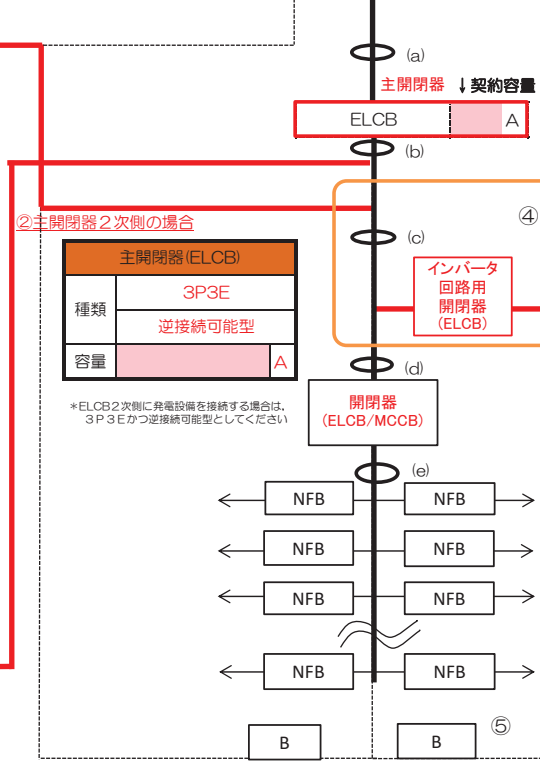 (a)
主開閉器 ↓契約容量
ELCB A
(b)
②主開閉器2次側の場合
④
(c)
主開閉器(ELCB)
種類 3P3E
逆接続可能型
容量 A
インバータ
回路用
開閉器
(ELCB)
*ELCB2次側に発電設備を接続する場合は、
3P3Eかつ逆接続可能型としてください
(d)
開閉器
(ELCB/MCCB)
(e)
NFB NFB
NFB NFB
NFB NFB
NFB NFB
B B ⑤